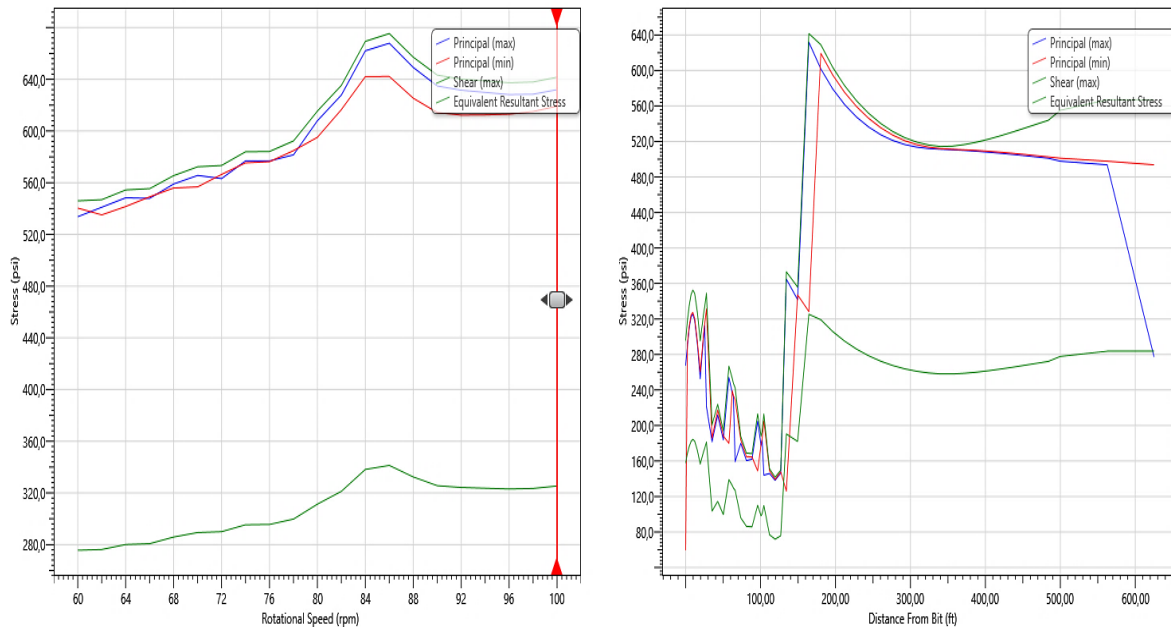 Principal (max)
Principal (min)
Shear (max)
Equivalent Resultant Stress
640,0
600,0
560,0
520,0
480,0
440,0
400,0
360,0
320,0
280,0
Stress (psi)
60 64 68 72 76 80 84 88 92 96 100
Rotational Speed (rpm)
Principal (max)
Principal (min)
Shear (max)
Equivalent Resultant Stress
640,0
600,0
560,0
520,0
480,0
440,0
400,0
360,0
320,0
280,0
240,0
200,0
160,0
120,0
80,0
Stress (psi)
100,00 200,00 300,00 400,00 500,00 600,00
Distance From Bit (ft)